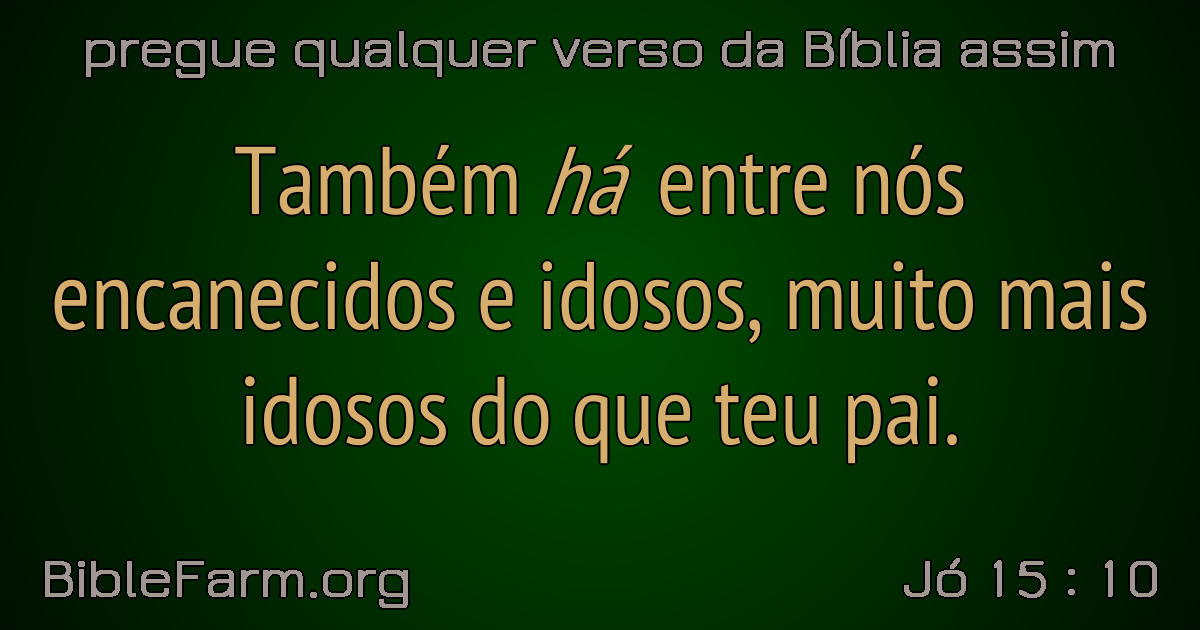 pregue qualquer verso da Bíblia assim
Também há entre nós
encanecidos e idosos, muito mais
idosos do que teu pai.
BibleFarm.org
Jó 15 : 10